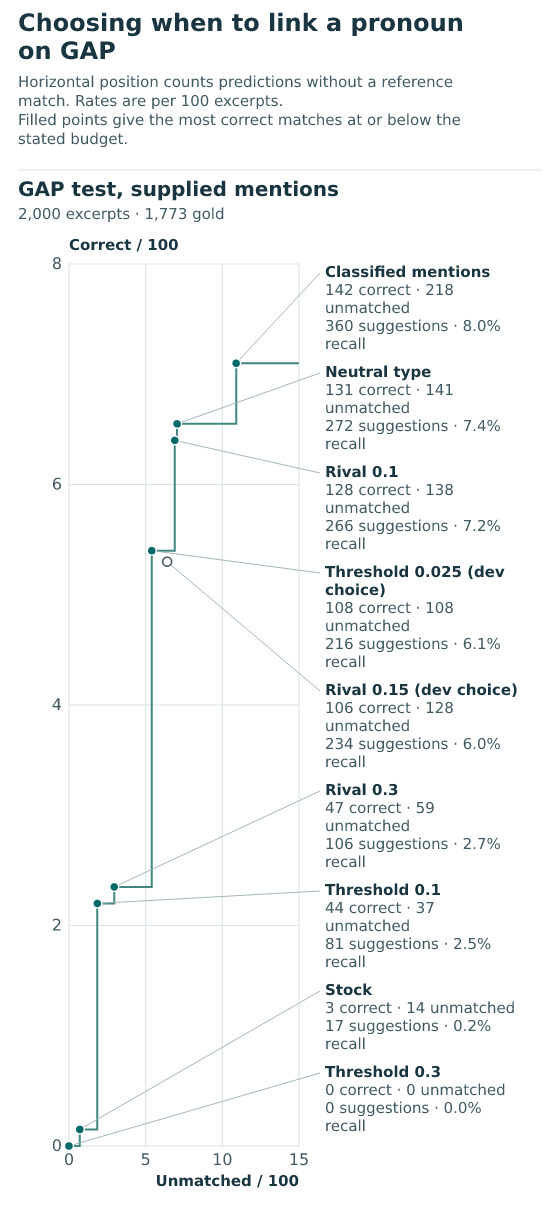 Choosing when to link a pronoun
on GAP
Horizontal position counts predictions without a reference
match. Rates are per 100 excerpts.
Filled points give the most correct matches at or below the
stated budget.
GAP test, supplied mentions
2,000 excerpts · 1,773 gold
Correct / 100
8
6
4
2
0
Classified mentions
142 correct · 218
unmatched
360 suggestions · 8.0%
recall
Neutral type
131 correct · 141
unmatched
272 suggestions · 7.4%
recall
Rival 0.1
128 correct · 138
unmatched
266 suggestions · 7.2%
recall
Threshold 0.025 (dev
choice)
108 correct · 108
unmatched
216 suggestions · 6.1%
recall
Rival 0.15 (dev choice)
106 correct · 128
unmatched
234 suggestions · 6.0%
recall
Rival 0.3
47 correct · 59
unmatched
106 suggestions · 2.7%
recall
Threshold 0.1
44 correct · 37
unmatched
81 suggestions · 2.5%
recall
Stock
3 correct · 14 unmatched
17 suggestions · 0.2%
recall
Threshold 0.3
0 correct · 0 unmatched
0 suggestions · 0.0%
recall
0 5 10 15
Unmatched / 100